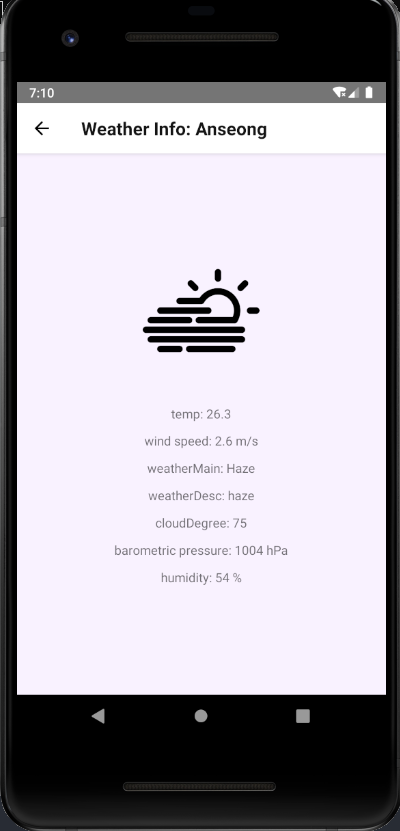 7:10
Weather Info: Anseong
temp: 26.3
wind speed: 2.6 m/s
weatherMain: Haze
weatherDesc: haze
cloudDegree: 75
barometric pressure: 1004 hPa
humidity: 54 %